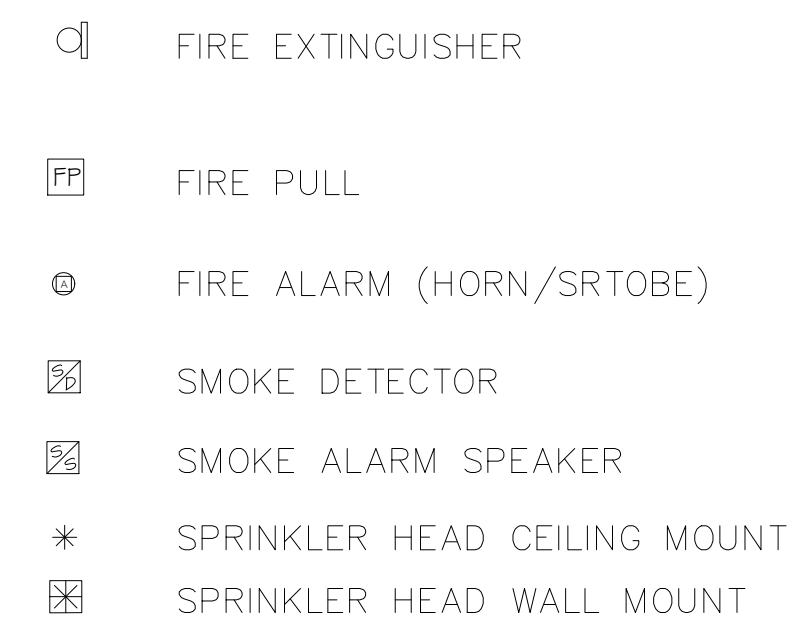 FIRE EXTINGUISHER
FP FIRE PULL
A FIRE ALARM (HORN/SRTOBE)
S/D SMOKE DETECTOR
S/S SMOKE ALARM SPEAKER
SPRINKLER HEAD CEILING MOUNT
SPRINKLER HEAD WALL MOUNT